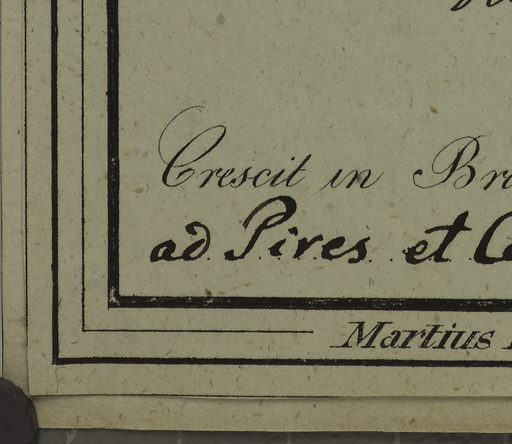 Crescit in
ad Pires et
Martius